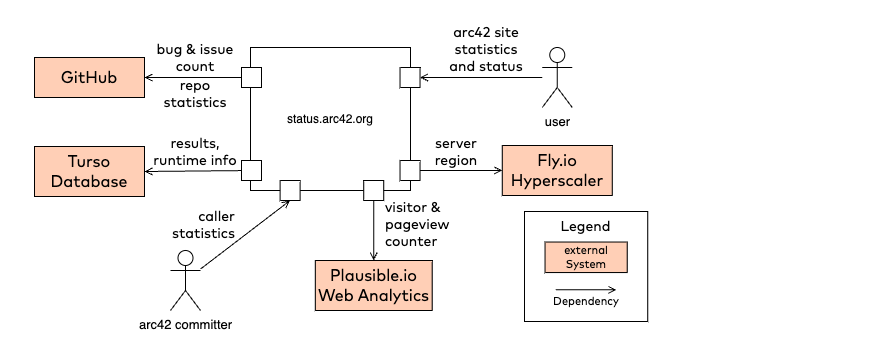 bug & issue
count
GitHub
repo
statistics
arc42 site
statistics
and status
user
status.arc42.org
results,
runtime info
Turso
Database
server
region
Fly.io
Hyperscaler
caller
statistics
arc42 committer
visitor &
pageview
counter
Plausible.io
Web Analytics
Legend
external
System
Dependency